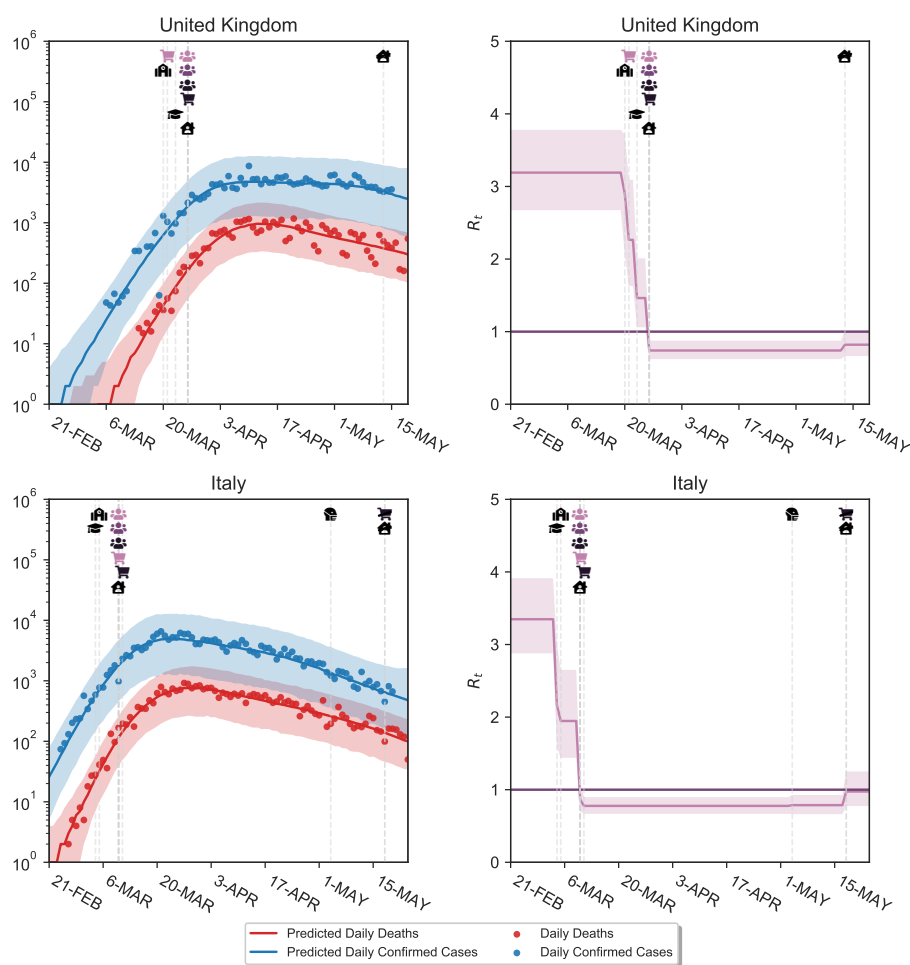 United Kingdom
United Kingdom
10^6
10^5
10^4
10^3
10^2
10^1
10^0
5
4
3
2
1
0
R_t
21-FEB
6-MAR
20-MAR
3-APR
17-APR
1-MAY
15-MAY
21-FEB
6-MAR
20-MAR
3-APR
17-APR
1-MAY
15-MAY
Italy
Italy
10^6
10^5
10^4
10^3
10^2
10^1
10^0
5
4
3
2
1
0
R_t
21-FEB
6-MAR
20-MAR
3-APR
17-APR
1-MAY
15-MAY
21-FEB
6-MAR
20-MAR
3-APR
17-APR
1-MAY
15-MAY
Predicted Daily Deaths
Predicted Daily Confirmed Cases
Daily Deaths
Daily Confirmed Cases